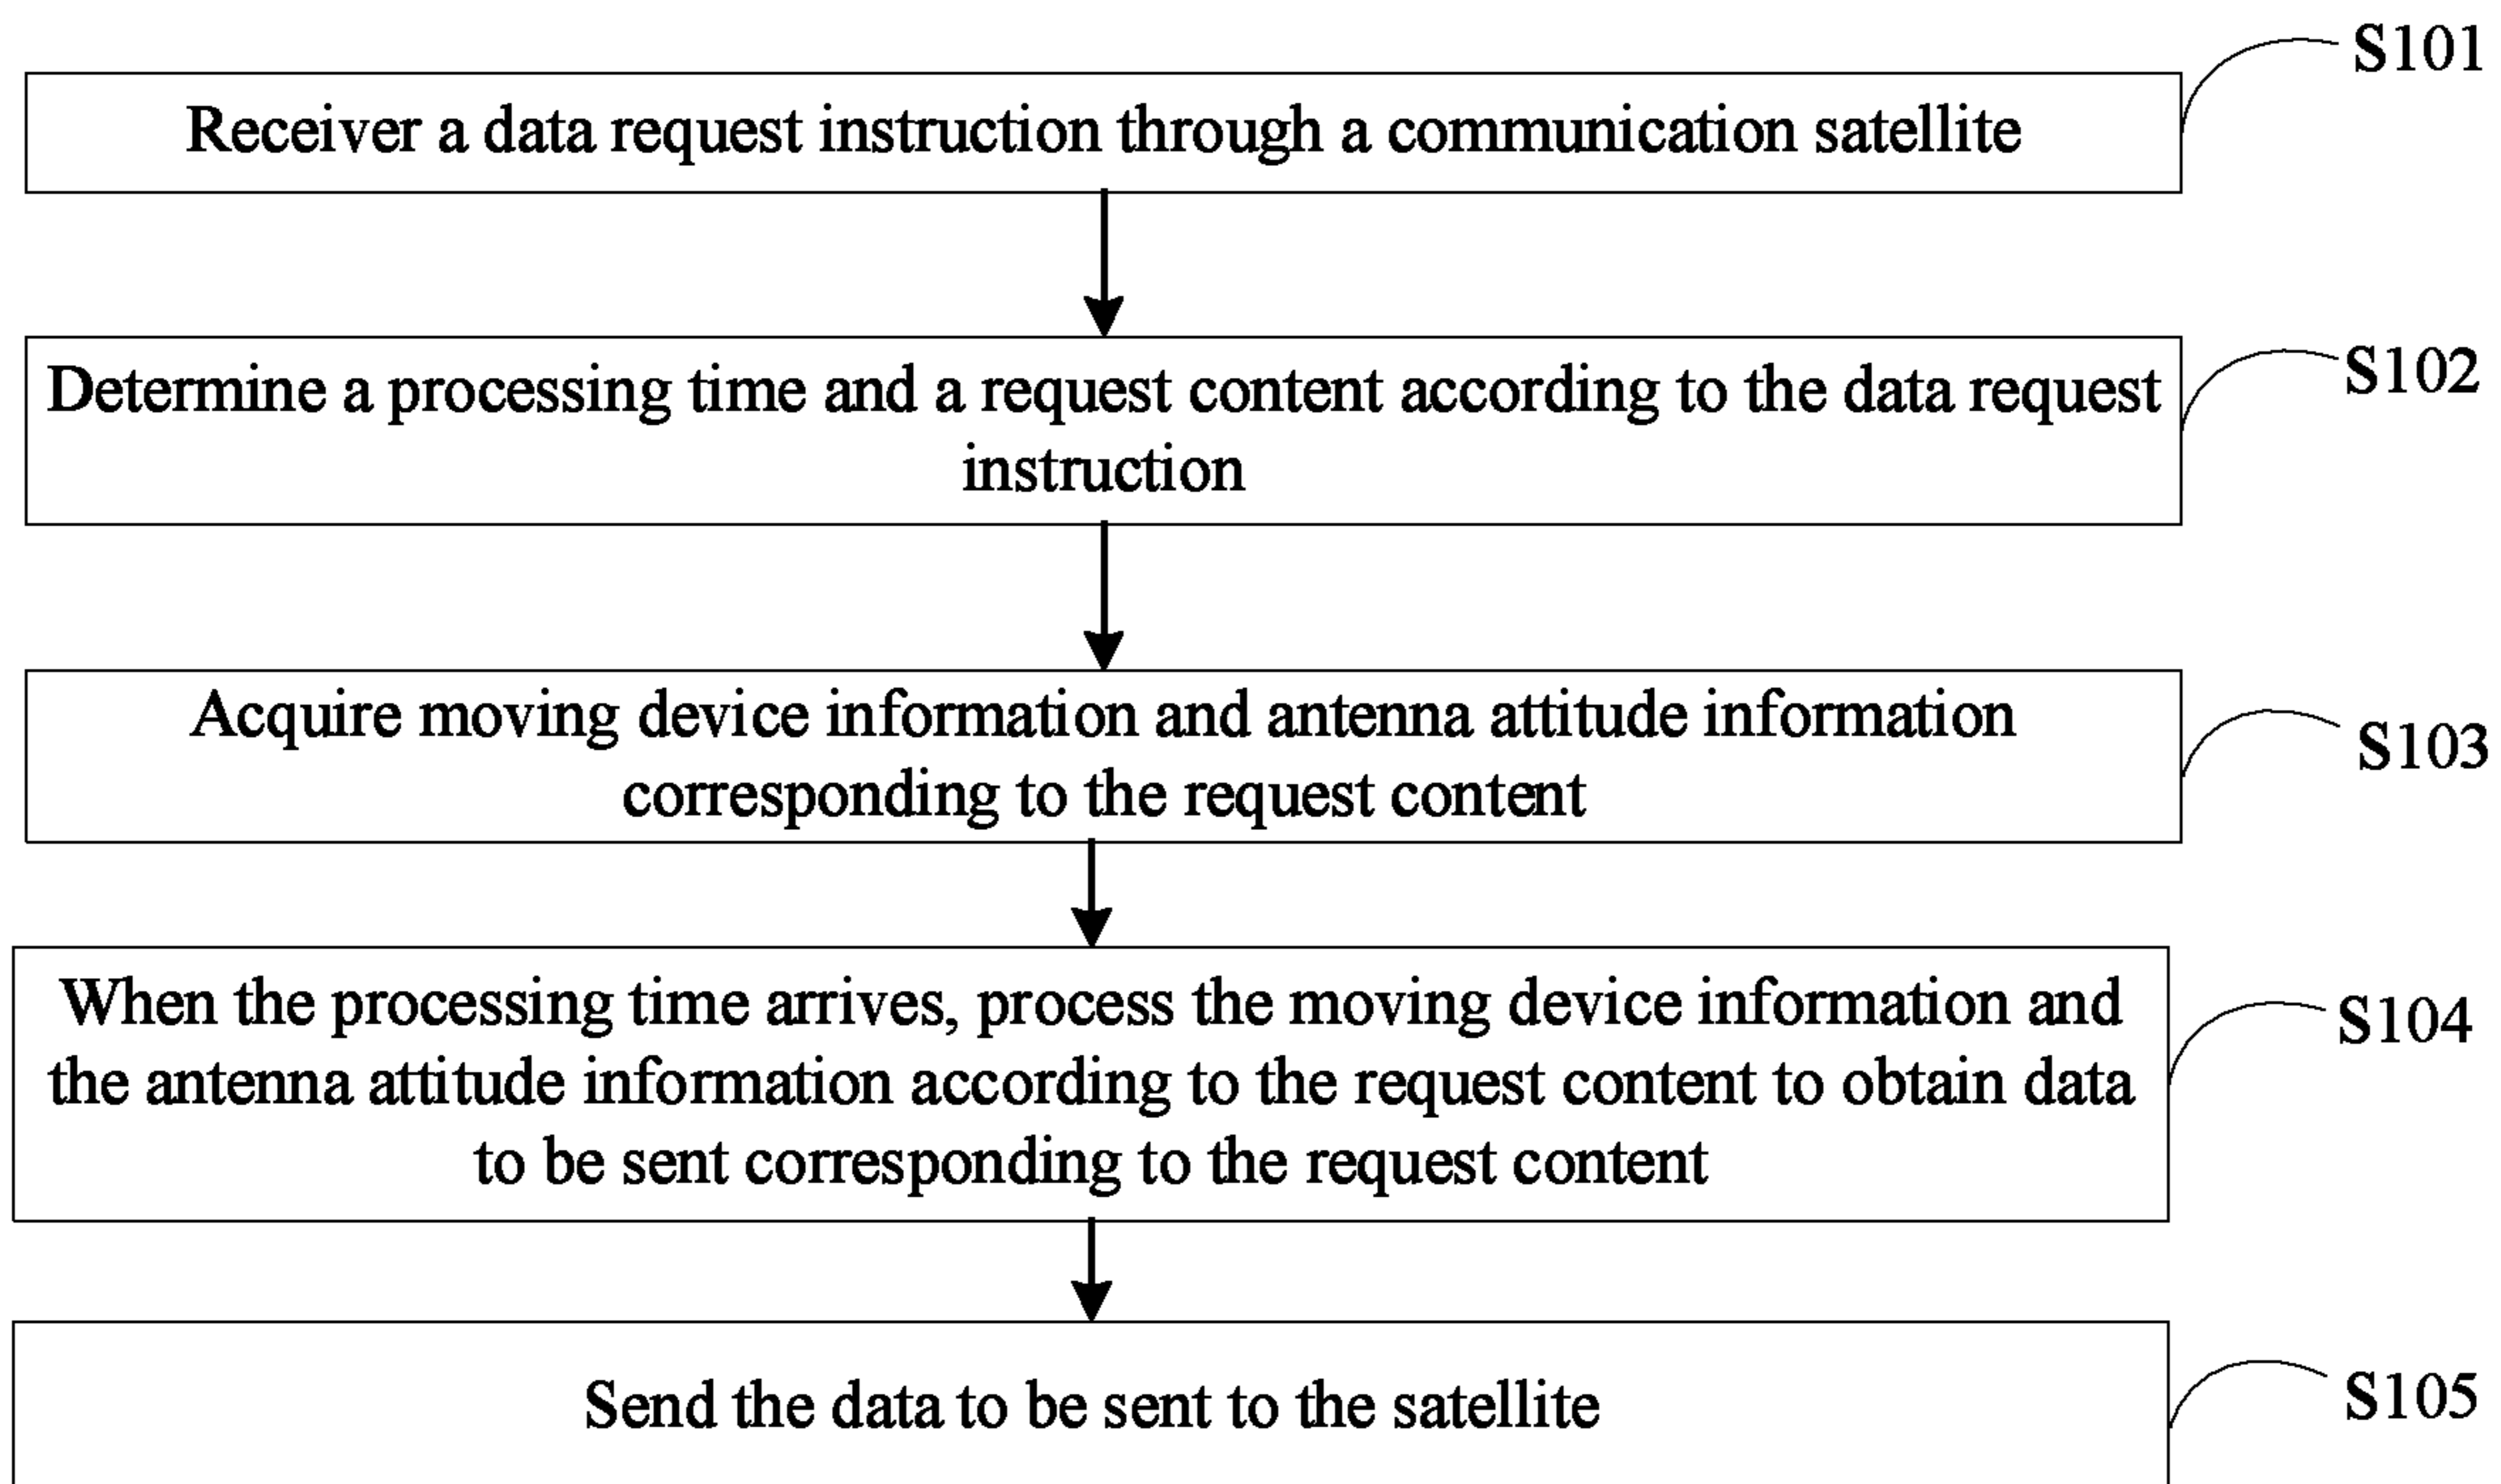 S101
Receiver a data request instruction through a communication satellite
Determine a processing time and a request content according to the data request
instruction
S102
Acquire moving device information and antenna attitude information
corresponding to the request content
S103
When the processing time arrives, process the moving device information and
the antenna attitude information according to the request content to obtain data
to be sent corresponding to the request content
S104
Send the data to be sent to the satellite
S105